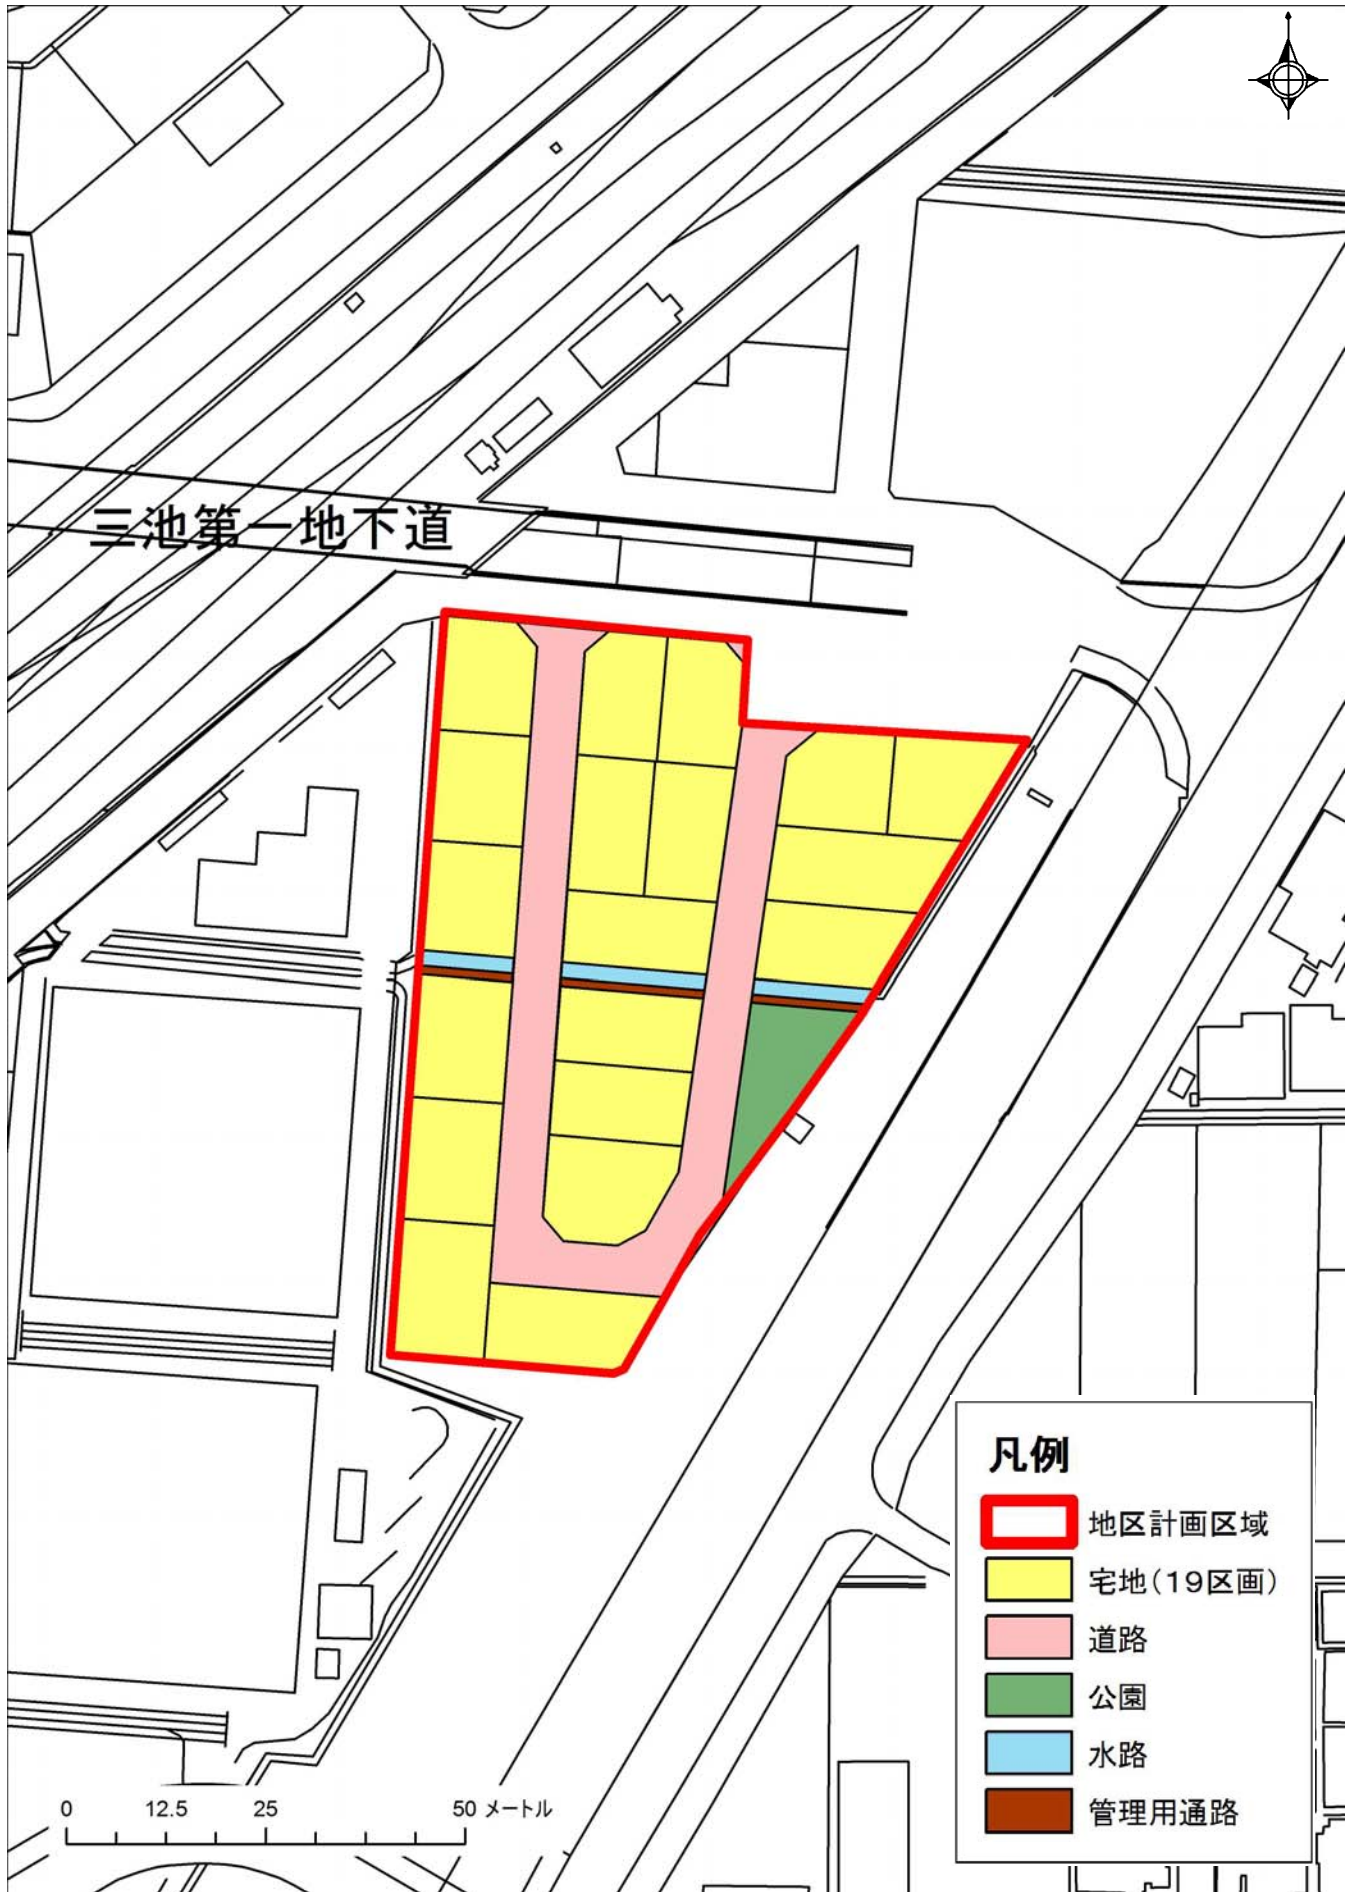 三池第一地下道
凡例
地区計画区域
宅地(19区画)
道路
公園
水路
管理用通路
0 12.5 25 50 メートル